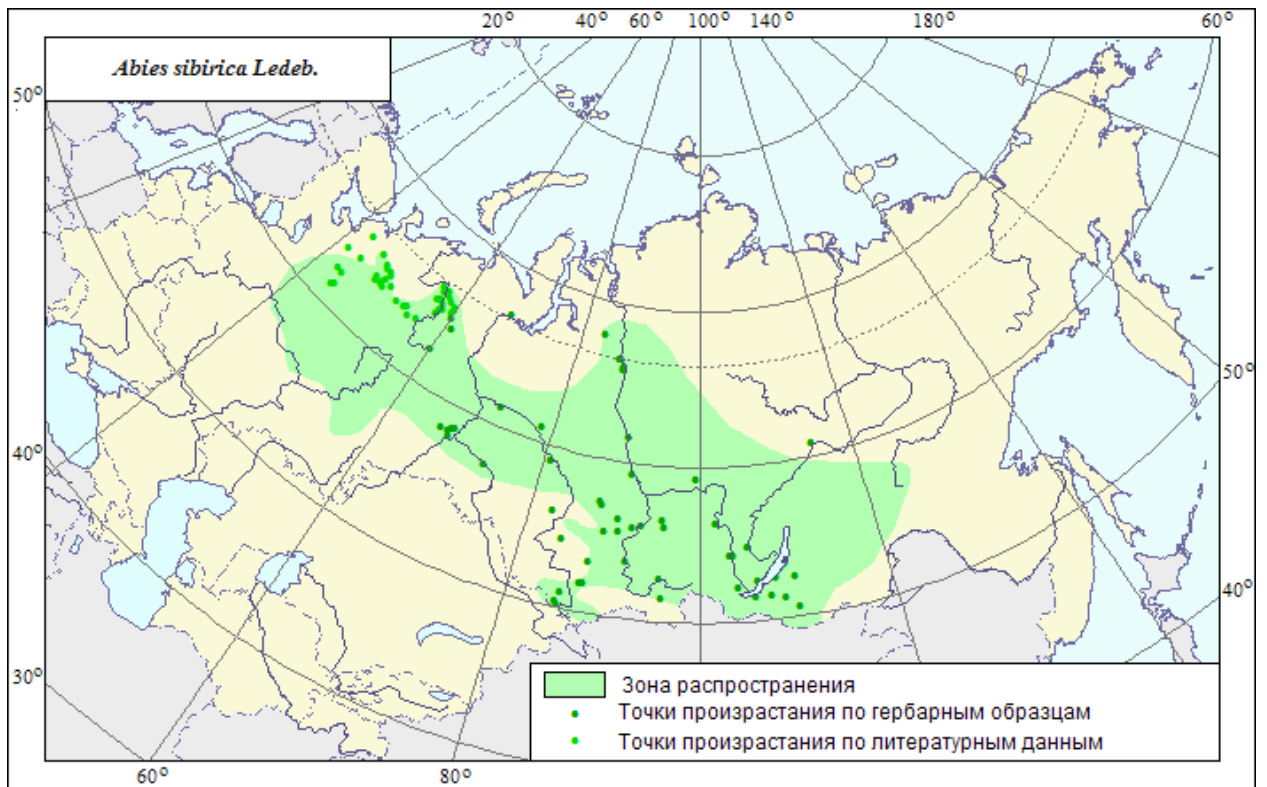 20° 40° 60° 100° 140° 180° 60°
Abies sibirica Ledeb.
50°
50°
40°
40°
30°
Зона распространения
Точки произрастания по гербарным образцам
Точки произрастания по литературным данным
60° 80°